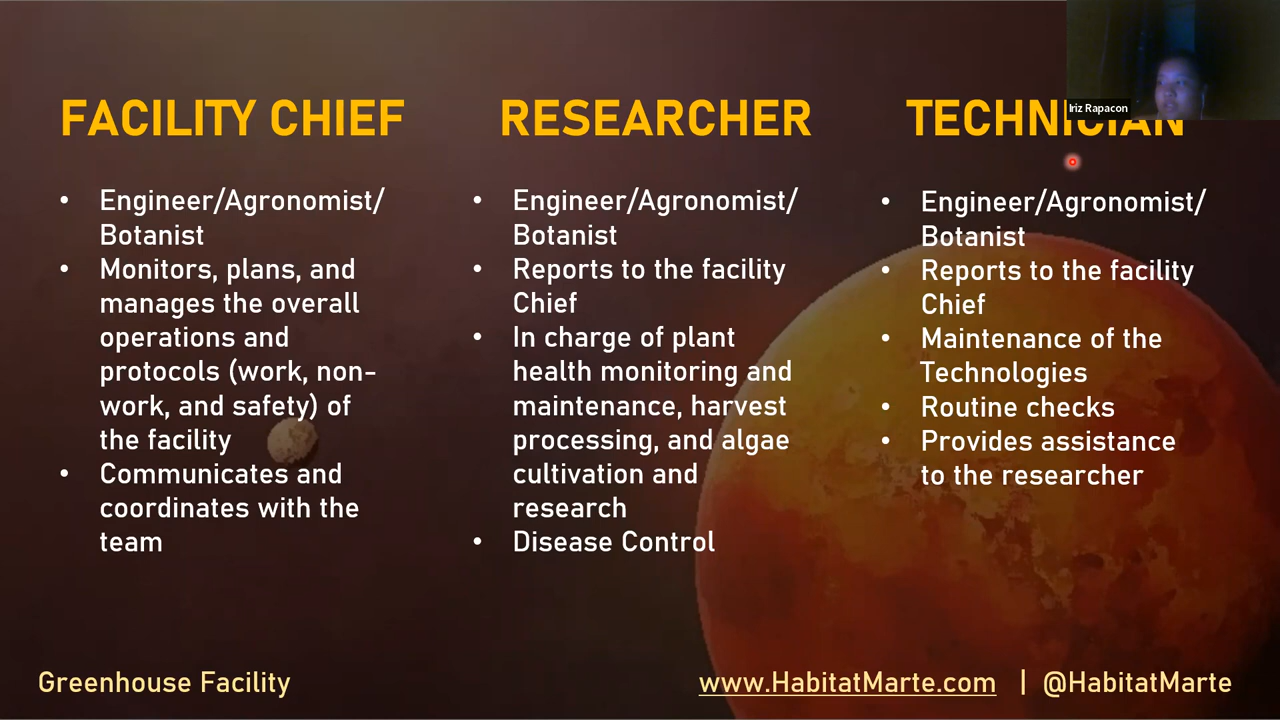 Iriz Rapacon
FACILITY CHIEF
• Engineer/Agronomist/
Botanist
• Monitors, plans, and
manages the overall
operations and
protocols (work, non-
work, and safety) of
the facility
• Communicates and
coordinates with the
team
RESEARCHER
• Engineer/Agronomist/
Botanist
• Reports to the facility
Chief
• In charge of plant
health monitoring and
maintenance, harvest
processing, and algae
cultivation and
research
• Disease Control
TECHNICIAN
• Engineer/Agronomist/
Botanist
• Reports to the facility
Chief
• Maintenance of the
Technologies
• Routine checks
• Provides assistance
to the researcher
Greenhouse Facility
www.HabitatMarte.com | @HabitatMarte